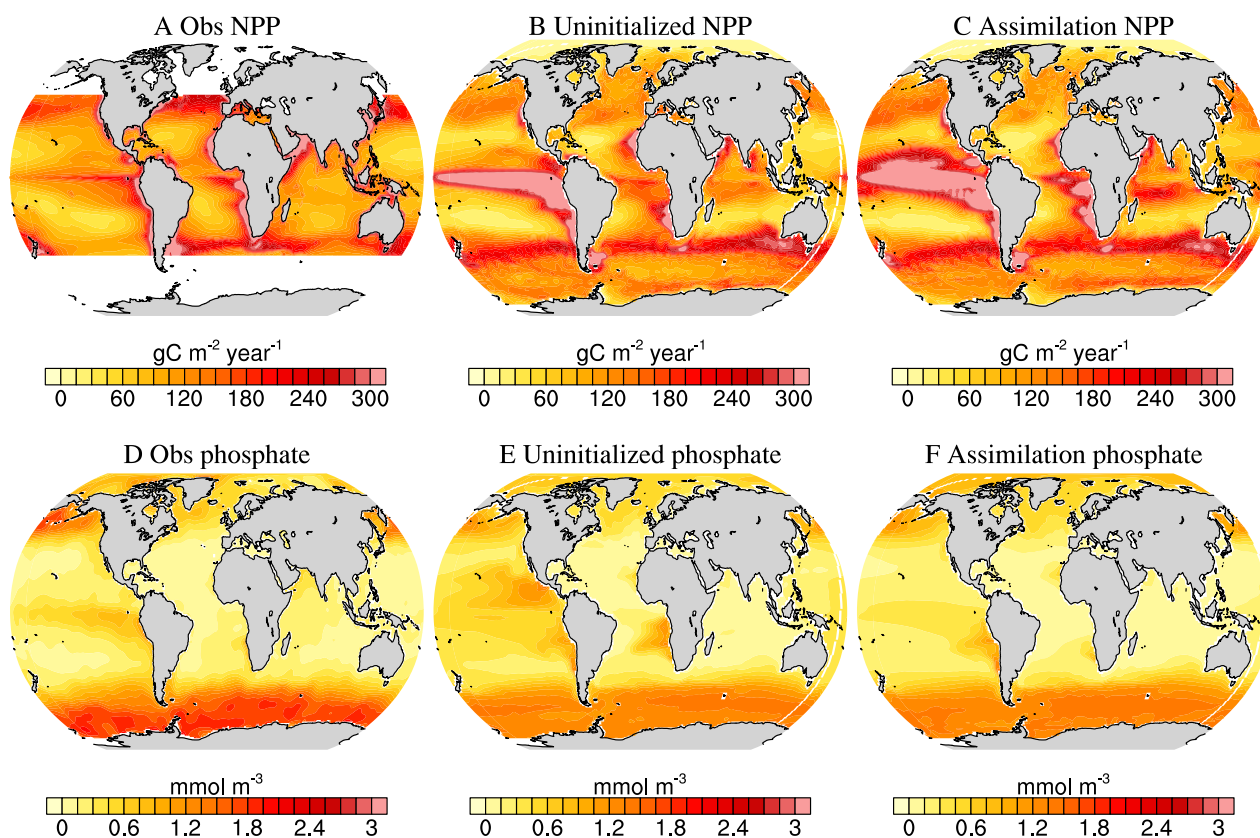 A Obs NPP
B Uninitialized NPP
C Assimilation NPP
gC m⁻² year⁻¹
0 60 120 180 240 300
gC m⁻² year⁻¹
0 60 120 180 240 300
gC m⁻² year⁻¹
0 60 120 180 240 300
D Obs phosphate
E Uninitialized phosphate
F Assimilation phosphate
mmol m⁻³
0 0.6 1.2 1.8 2.4 3
mmol m⁻³
0 0.6 1.2 1.8 2.4 3
mmol m⁻³
0 0.6 1.2 1.8 2.4 3